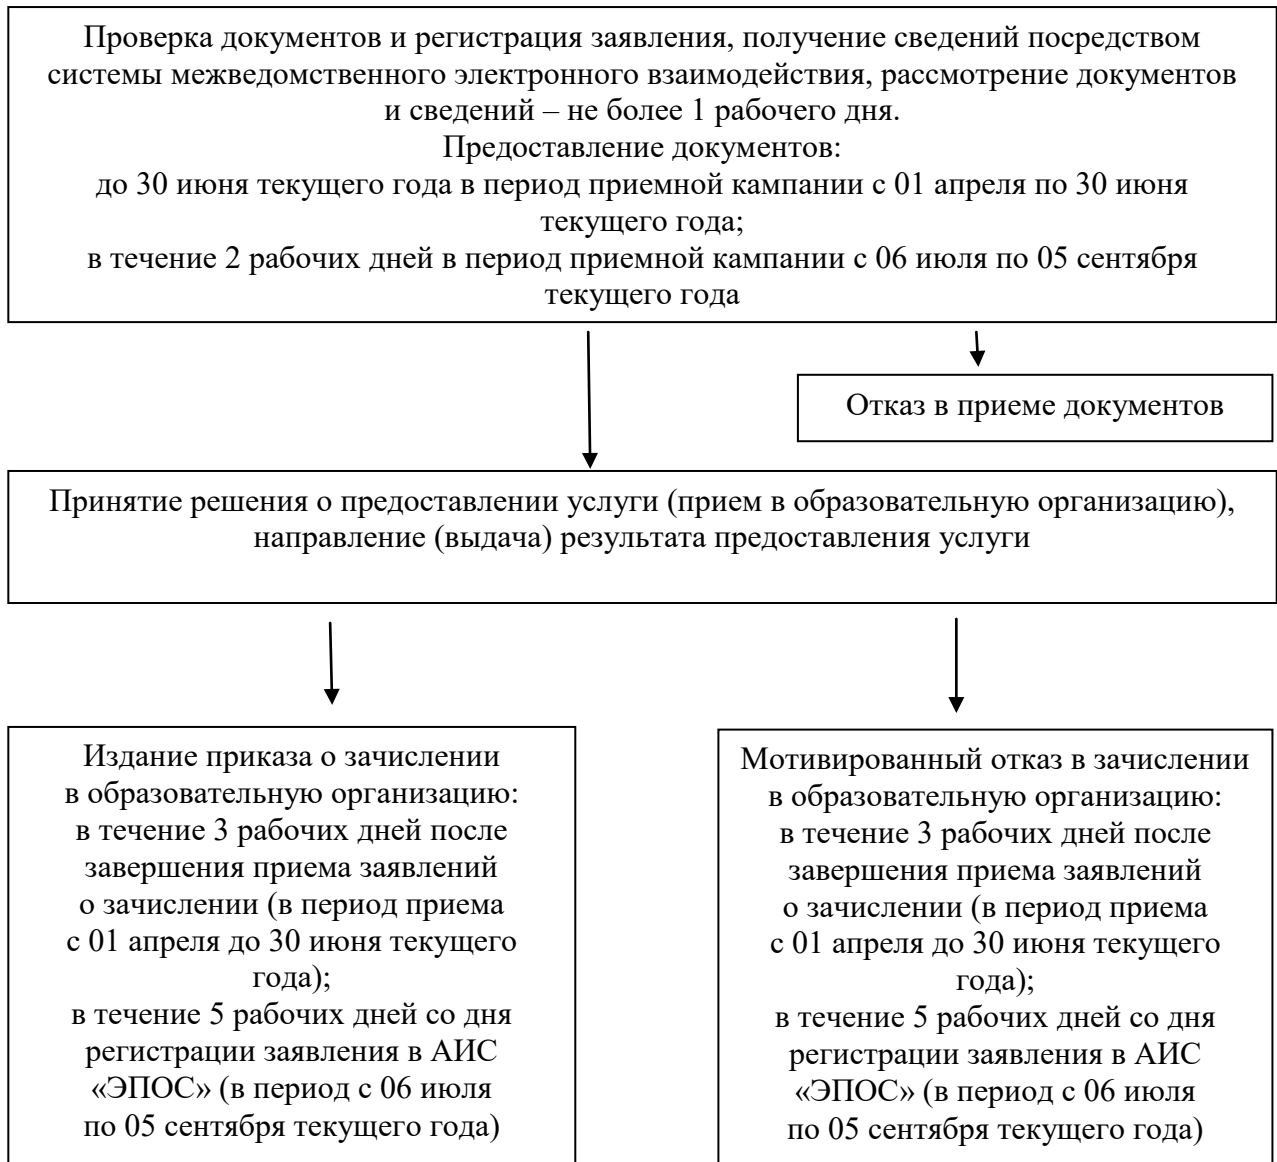 Проверка документов и регистрация заявления, получение сведений посредством
системы межведомственного электронного взаимодействия, рассмотрение документов
и сведений – не более 1 рабочего дня.
Предоставление документов:
до 30 июня текущего года в период приемной кампании с 01 апреля по 30 июня
текущего года;
в течение 2 рабочих дней в период приемной кампании с 06 июля по 05 сентября
текущего года
Отказ в приеме документов
Принятие решения о предоставлении услуги (прием в образовательную организацию),
направление (выдача) результата предоставления услуги
Издание приказа о зачислении
в образовательную организацию:
в течение 3 рабочих дней после
завершения приема заявлений
о зачислении (в период приема
с 01 апреля до 30 июня текущего
года);
в течение 5 рабочих дней со дня
регистрации заявления в АИС
«ЭПОС» (в период с 06 июля
по 05 сентября текущего года)
Мотивированный отказ в зачислении
в образовательную организацию:
в течение 3 рабочих дней после
завершения приема заявлений
о зачислении (в период приема
с 01 апреля до 30 июня текущего
года);
в течение 5 рабочих дней со дня
регистрации заявления в АИС
«ЭПОС» (в период с 06 июля
по 05 сентября текущего года)